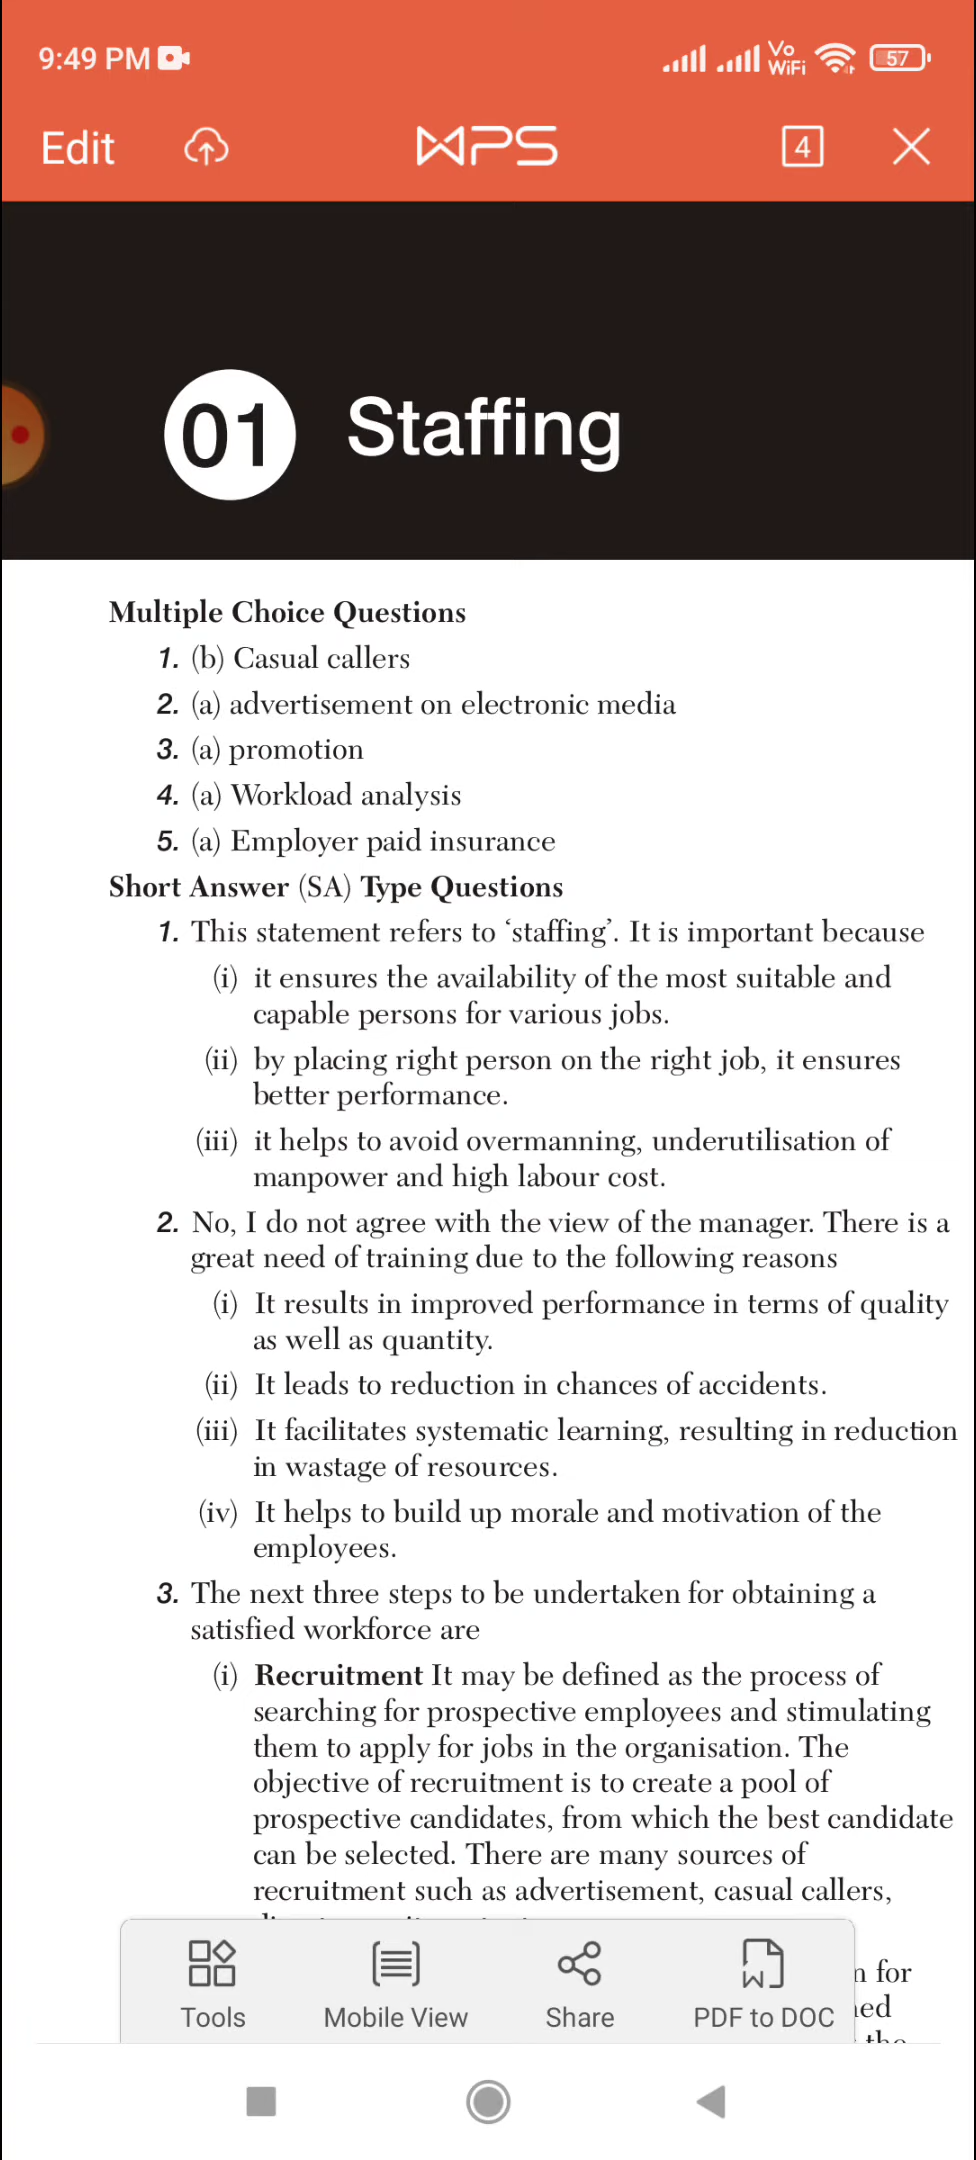 9:49 PM
Vo
WiFi
57
Edit
WPS
4
01 Staffing
Multiple Choice Questions
1. (b) Casual callers
2. (a) advertisement on electronic media
3. (a) promotion
4. (a) Workload analysis
5. (a) Employer paid insurance
Short Answer (SA) Type Questions
1. This statement refers to ‘staffing’. It is important because
(i) it ensures the availability of the most suitable and
capable persons for various jobs.
(ii) by placing right person on the right job, it ensures
better performance.
(iii) it helps to avoid overmanning, underutilisation of
manpower and high labour cost.
2. No, I do not agree with the view of the manager. There is a
great need of training due to the following reasons
(i) It results in improved performance in terms of quality
as well as quantity.
(ii) It leads to reduction in chances of accidents.
(iii) It facilitates systematic learning, resulting in reduction
in wastage of resources.
(iv) It helps to build up morale and motivation of the
employees.
3. The next three steps to be undertaken for obtaining a
satisfied workforce are
(i) Recruitment It may be defined as the process of
searching for prospective employees and stimulating
them to apply for jobs in the organisation. The
objective of recruitment is to create a pool of
prospective candidates, from which the best candidate
can be selected. There are many sources of
recruitment such as advertisement, casual callers,
for
Tools
Mobile View
Share
PDF to DOC